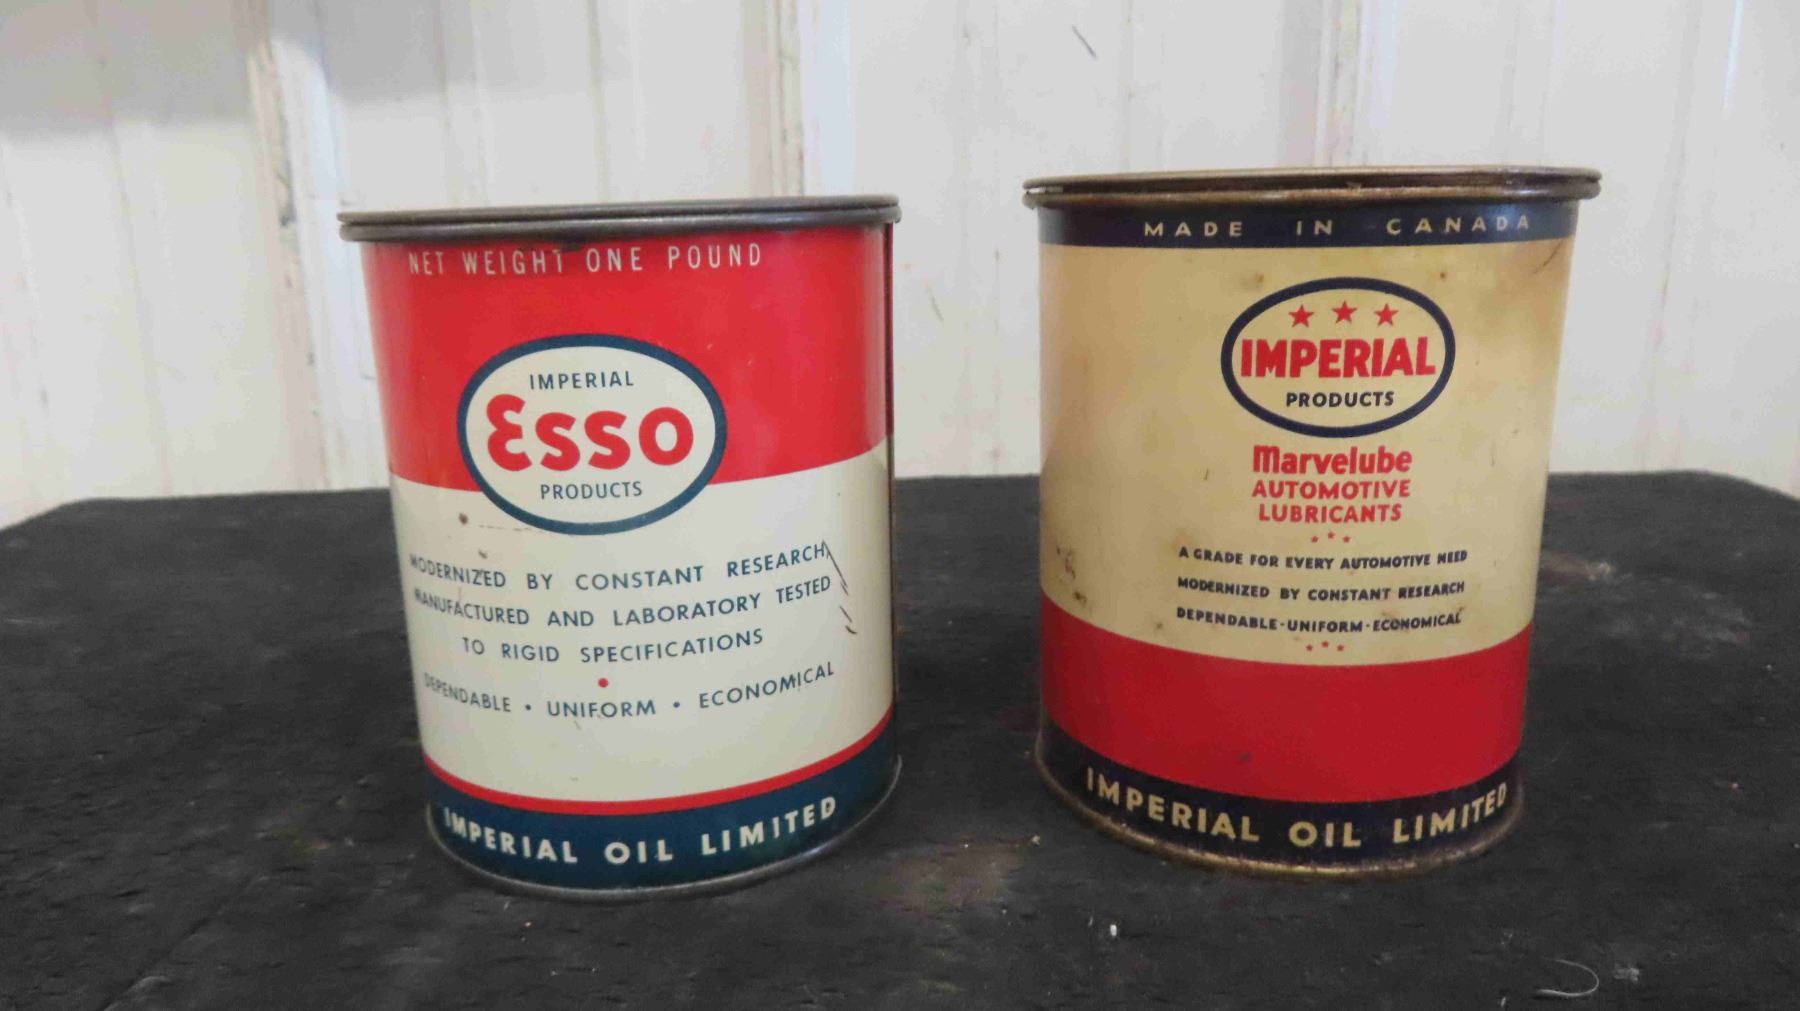 NET WEIGHT ONE POUND
IMPERIAL
Esso
PRODUCTS
MODERNIZED BY CONSTANT RESEARCH
MANUFACTURED AND LABORATORY TESTED
TO RIGID SPECIFICATIONS
DEPENDABLE • UNIFORM • ECONOMICAL
IMPERIAL OIL LIMITED
MADE IN CANADA
IMPERIAL
PRODUCTS
Marvelube
AUTOMOTIVE
LUBRICANTS
A GRADE FOR EVERY AUTOMOTIVE NEED
MODERNIZED BY CONSTANT RESEARCH
DEPENDABLE-UNIFORM-ECONOMICAL
IMPERIAL OIL LIMITED